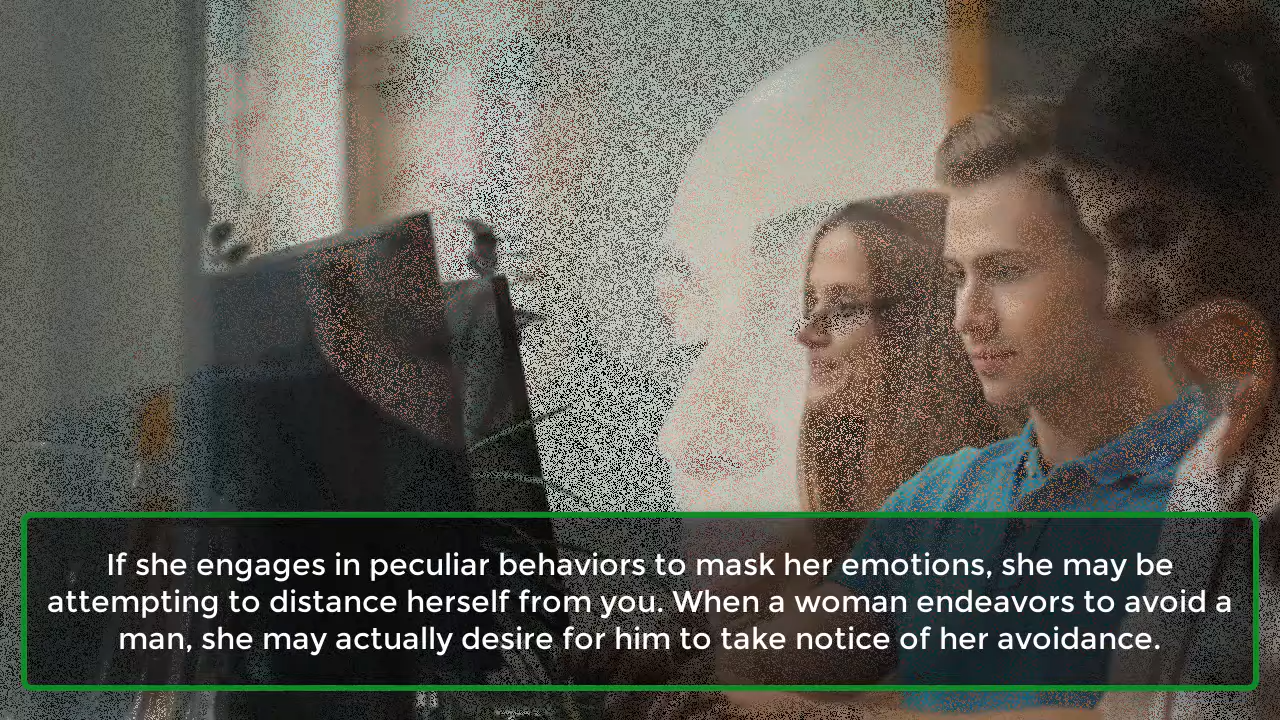 If she engages in peculiar behaviors to mask her emotions, she may be
attempting to distance herself from you. When a woman endeavors to avoid a
man, she may actually desire for him to take notice of her avoidance.